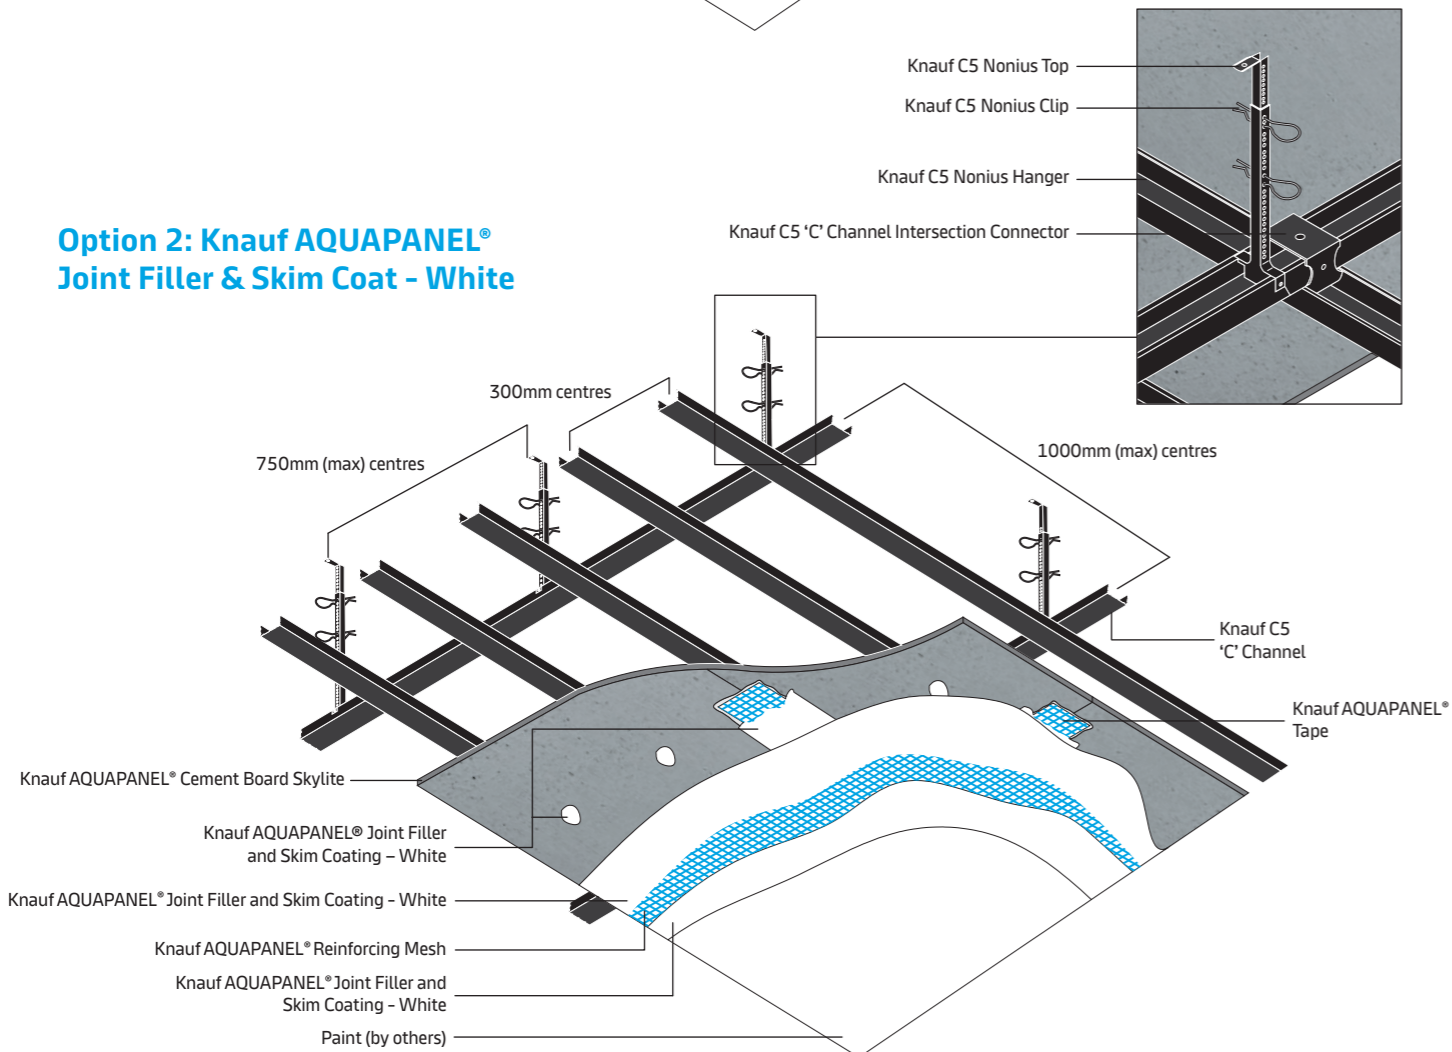 Knauf C5 Nonius Top
Knauf C5 Nonius Clip
Knauf C5 Nonius Hanger
Knauf C5 ‘C’ Channel Intersection Connector
Option 2: Knauf AQUAPANEL®
Joint Filler & Skim Coat - White
300mm centres
750mm (max) centres
1000mm (max) centres
Knauf C5
‘C’ Channel
Knauf AQUAPANEL®
Tape
Knauf AQUAPANEL® Cement Board Skylite
Knauf AQUAPANEL® Joint Filler
and Skim Coating – White
Knauf AQUAPANEL® Joint Filler and Skim Coating - White
Knauf AQUAPANEL® Reinforcing Mesh
Knauf AQUAPANEL® Joint Filler and
Skim Coating - White
Paint (by others)